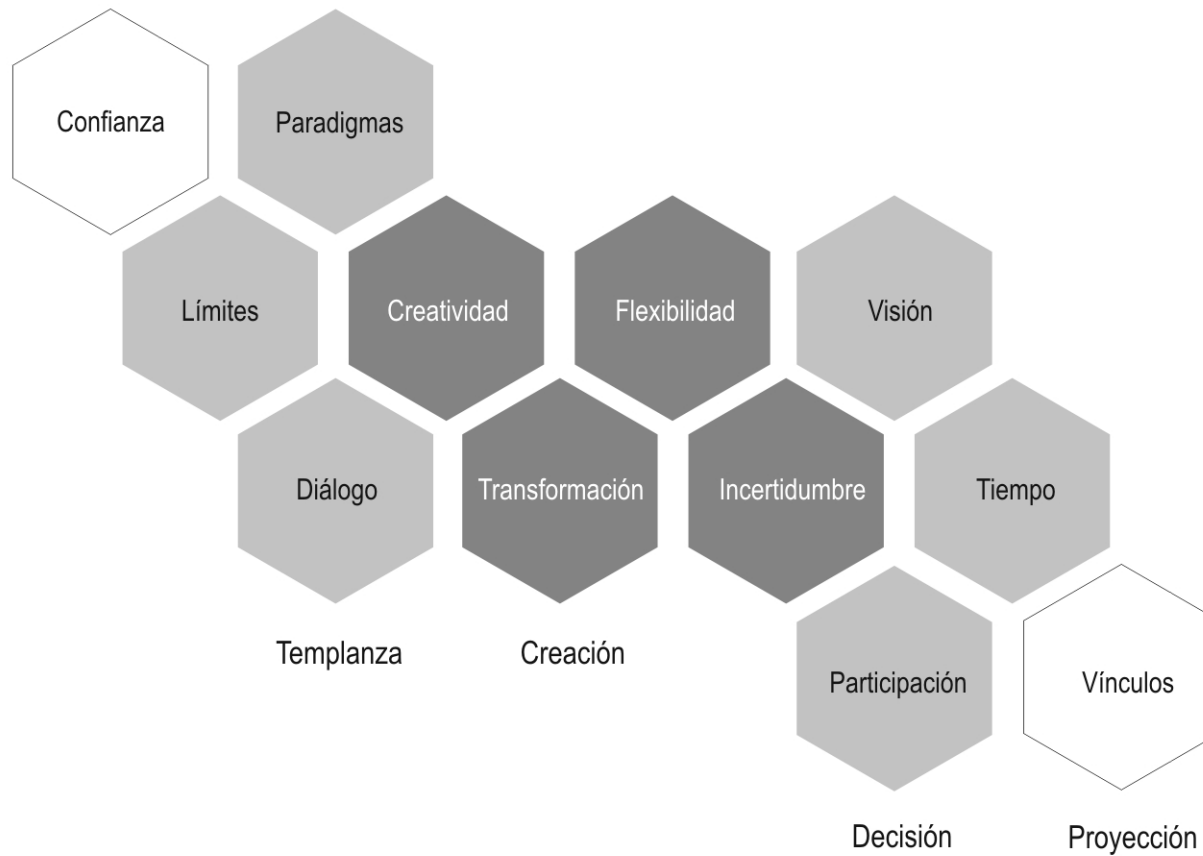 Confianza
Paradigmas
Límites
Creatividad
Flexibilidad
Visión
Diálogo
Transformación
Incertidumbre
Tiempo
Templanza
Creación
Participación
Vínculos
Decisión
Proyección